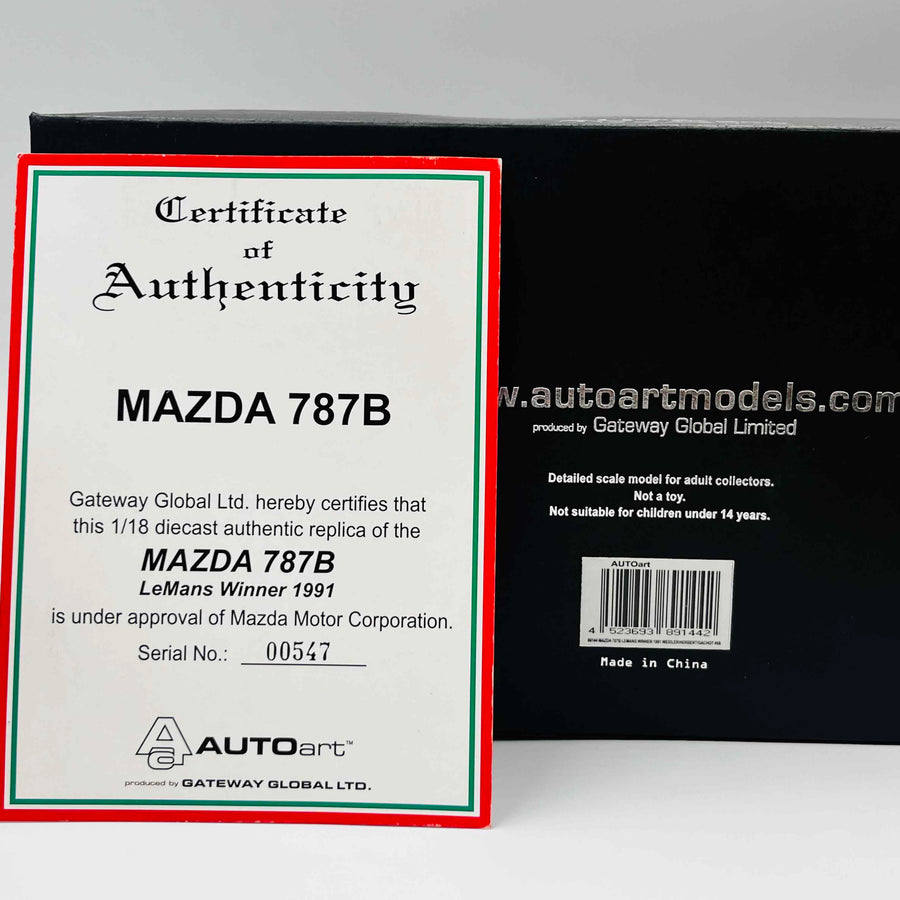 Certificate
of
Authenticity
MAZDA 787B
Gateway Global Ltd. hereby certifies that
this 1/18 diecast authentic replica of the
MAZDA 787B
LeMans Winner 1991
is under approval of Mazda Motor Corporation.
Serial No.: 00547
AUTOart™
produced by GATEWAY GLOBAL LTD.
w.autoartmodels.com
produced by Gateway Global Limited
Detailed scale model for adult collectors.
Not a toy.
Not suitable for children under 14 years.
AUTOart
4 523693 891442
Made in China